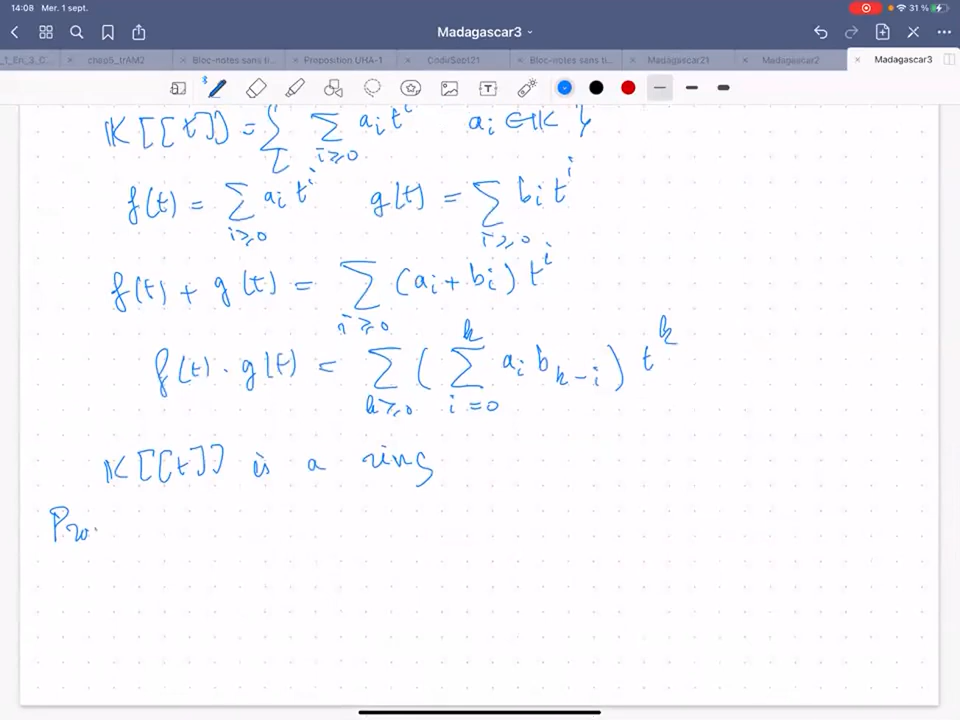 14:08 Mer. 1 sept. 31 %
Madagascar3
_1_En_3_C... chap5_trAM2 Bloc-notes sans ti... Proposition UHA-1 CodiSept21 Bloc-notes sans ti... Madagascar21 Madagascar2 Madagascar3
K[[t]] = { ∑_{i≥0} a_i t^i a_i ∈ K }
f(t) = ∑_{i≥0} a_i t^i g(t) = ∑_{i≥0} b_i t^i
f(t) + g(t) = ∑_{i≥0} (a_i + b_i) t^i
f(t) . g(t) = ∑_{k≥0} ( ∑_{i=0}^{k} a_i b_{k-i} ) t^k
K[[t]] is a ring
Pro